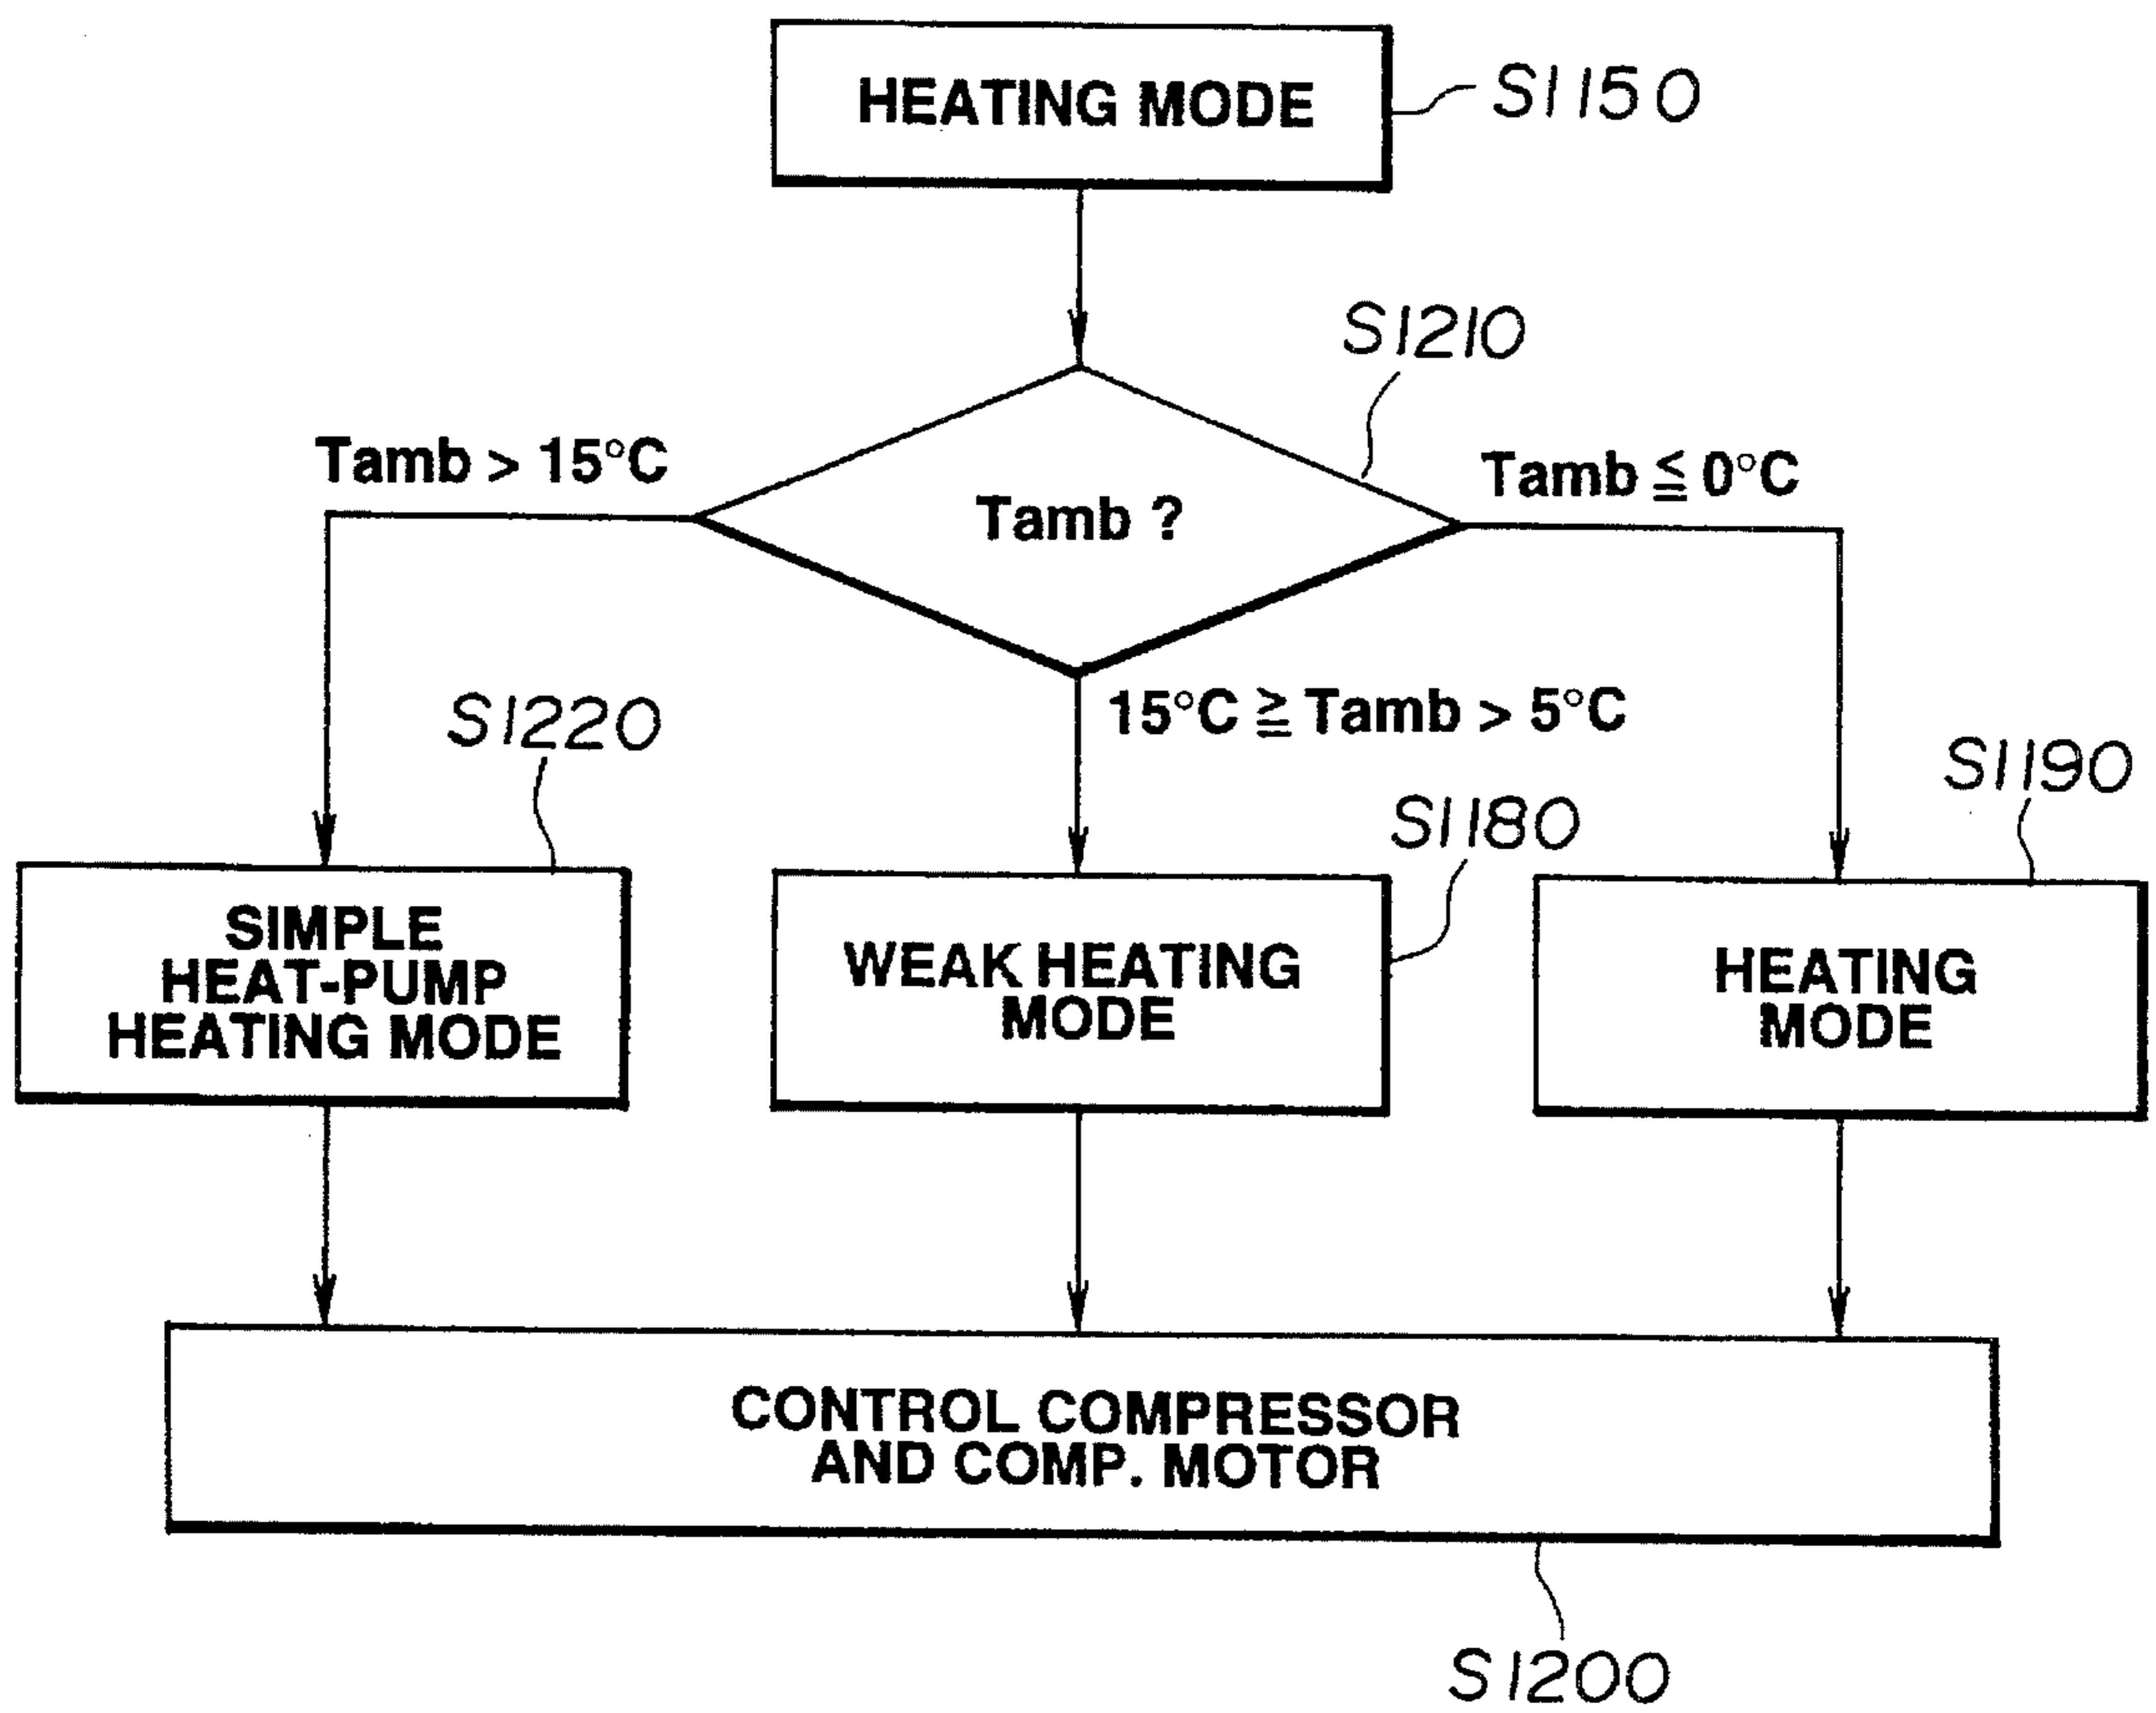 HEATING MODE
S1150
S1210
Tamb > 15°C
Tamb ≦ 0°C
Tamb ?
15°C ≧ Tamb > 5°C
S1220
S1180
S1190
SIMPLE
HEAT-PUMP
HEATING MODE
WEAK HEATING
MODE
HEATING
MODE
CONTROL COMPRESSOR
AND COMP. MOTOR
S1200